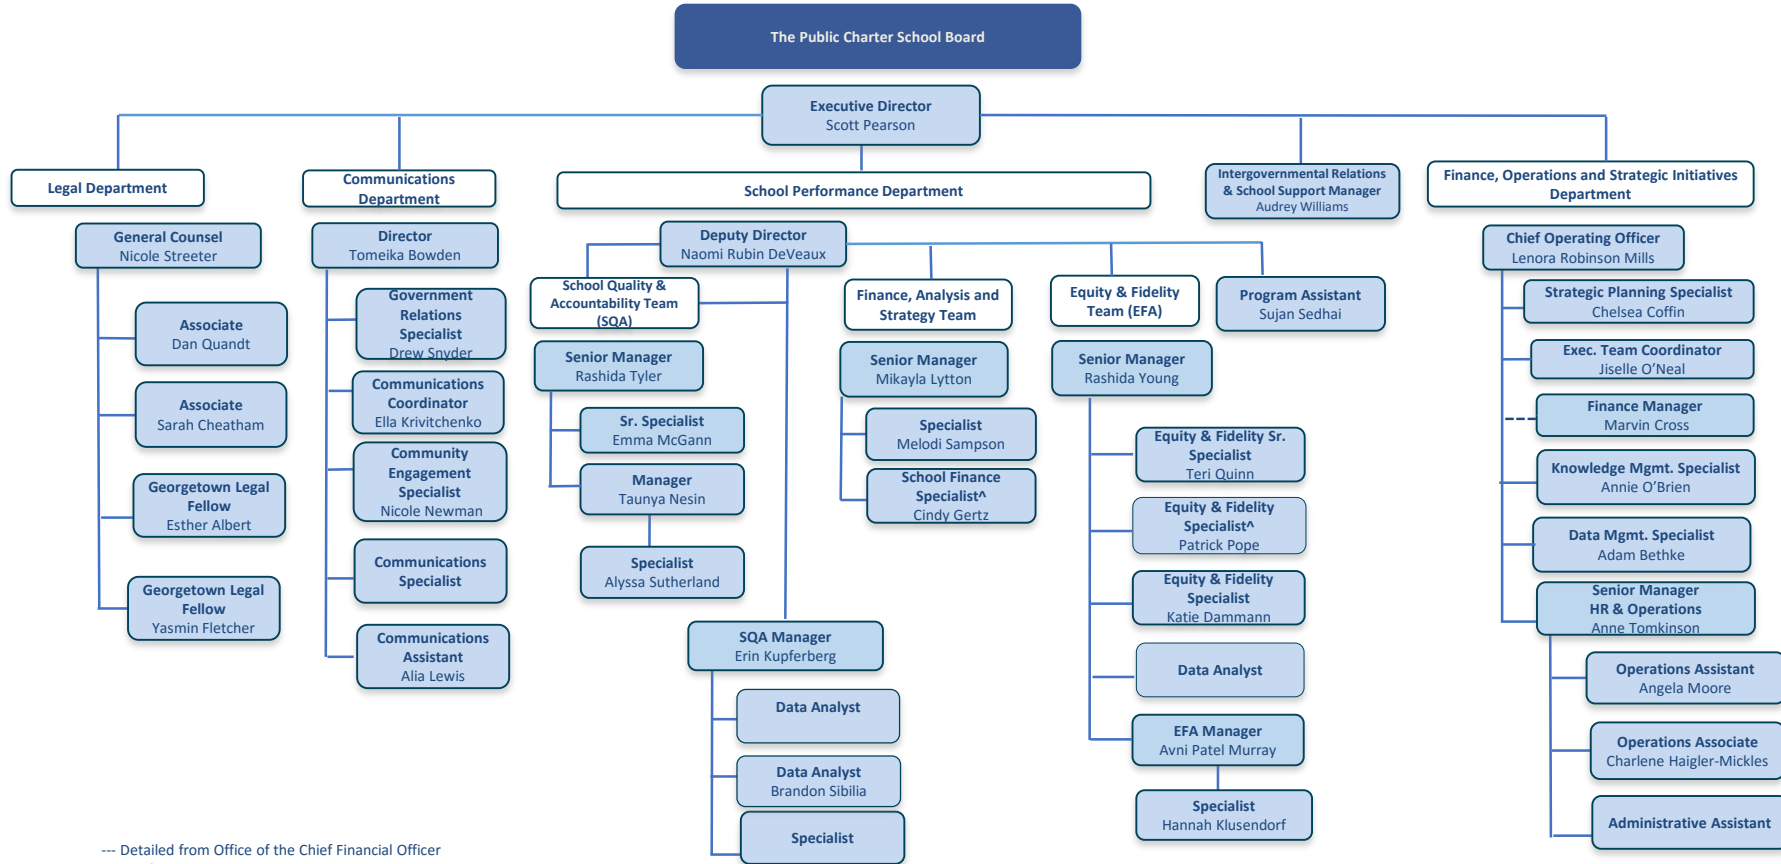 The Public Charter School Board
Executive Director
Scott Pearson
Legal Department
Communications
Department
School Performance Department
Intergovernmental Relations
& School Support Manager
Audrey Williams
Finance, Operations and Strategic Initiatives
Department
General Counsel
Nicole Streeter
Associate
Dan Quandt
Associate
Sarah Cheatham
Georgetown Legal
Fellow
Esther Albert
Georgetown Legal
Fellow
Yasmin Fletcher
Director
Tomeika Bowden
Government
Relations
Specialist
Drew Snyder
Communications
Coordinator
Ella Krivitchenko
Community
Engagement
Specialist
Nicole Newman
Communications
Specialist
Communications
Assistant
Alia Lewis
Deputy Director
Naomi Rubin DeVeaux
School Quality &
Accountability Team
(SQA)
Senior Manager
Rashida Tyler
Sr. Specialist
Emma McGann
Manager
Taunya Nesin
Specialist
Alyssa Sutherland
SQA Manager
Erin Kupferberg
Data Analyst
Data Analyst
Brandon Sibilia
Specialist
Finance, Analysis and
Strategy Team
Senior Manager
Mikayla Lytton
Specialist
Melodi Sampson
School Finance
Specialist^
Cindy Gertz
Equity & Fidelity
Team (EFA)
Senior Manager
Rashida Young
Equity & Fidelity Sr.
Specialist
Teri Quinn
Equity & Fidelity
Specialist^
Patrick Pope
Equity & Fidelity
Specialist
Katie Dammann
Data Analyst
EFA Manager
Avni Patel Murray
Specialist
Hannah Klusendorf
Program Assistant
Sujan Sedhai
Chief Operating Officer
Lenora Robinson Mills
Strategic Planning Specialist
Chelsea Coffin
Exec. Team Coordinator
Jiselle O’Neal
Finance Manager
Marvin Cross
Knowledge Mgmt. Specialist
Annie O’Brien
Data Mgmt. Specialist
Adam Bethke
Senior Manager
HR & Operations
Anne Tomkinson
Operations Assistant
Angela Moore
Operations Associate
Charlene Haigler-Mickles
Administrative Assistant
--- Detailed from Office of the Chief Financial Officer